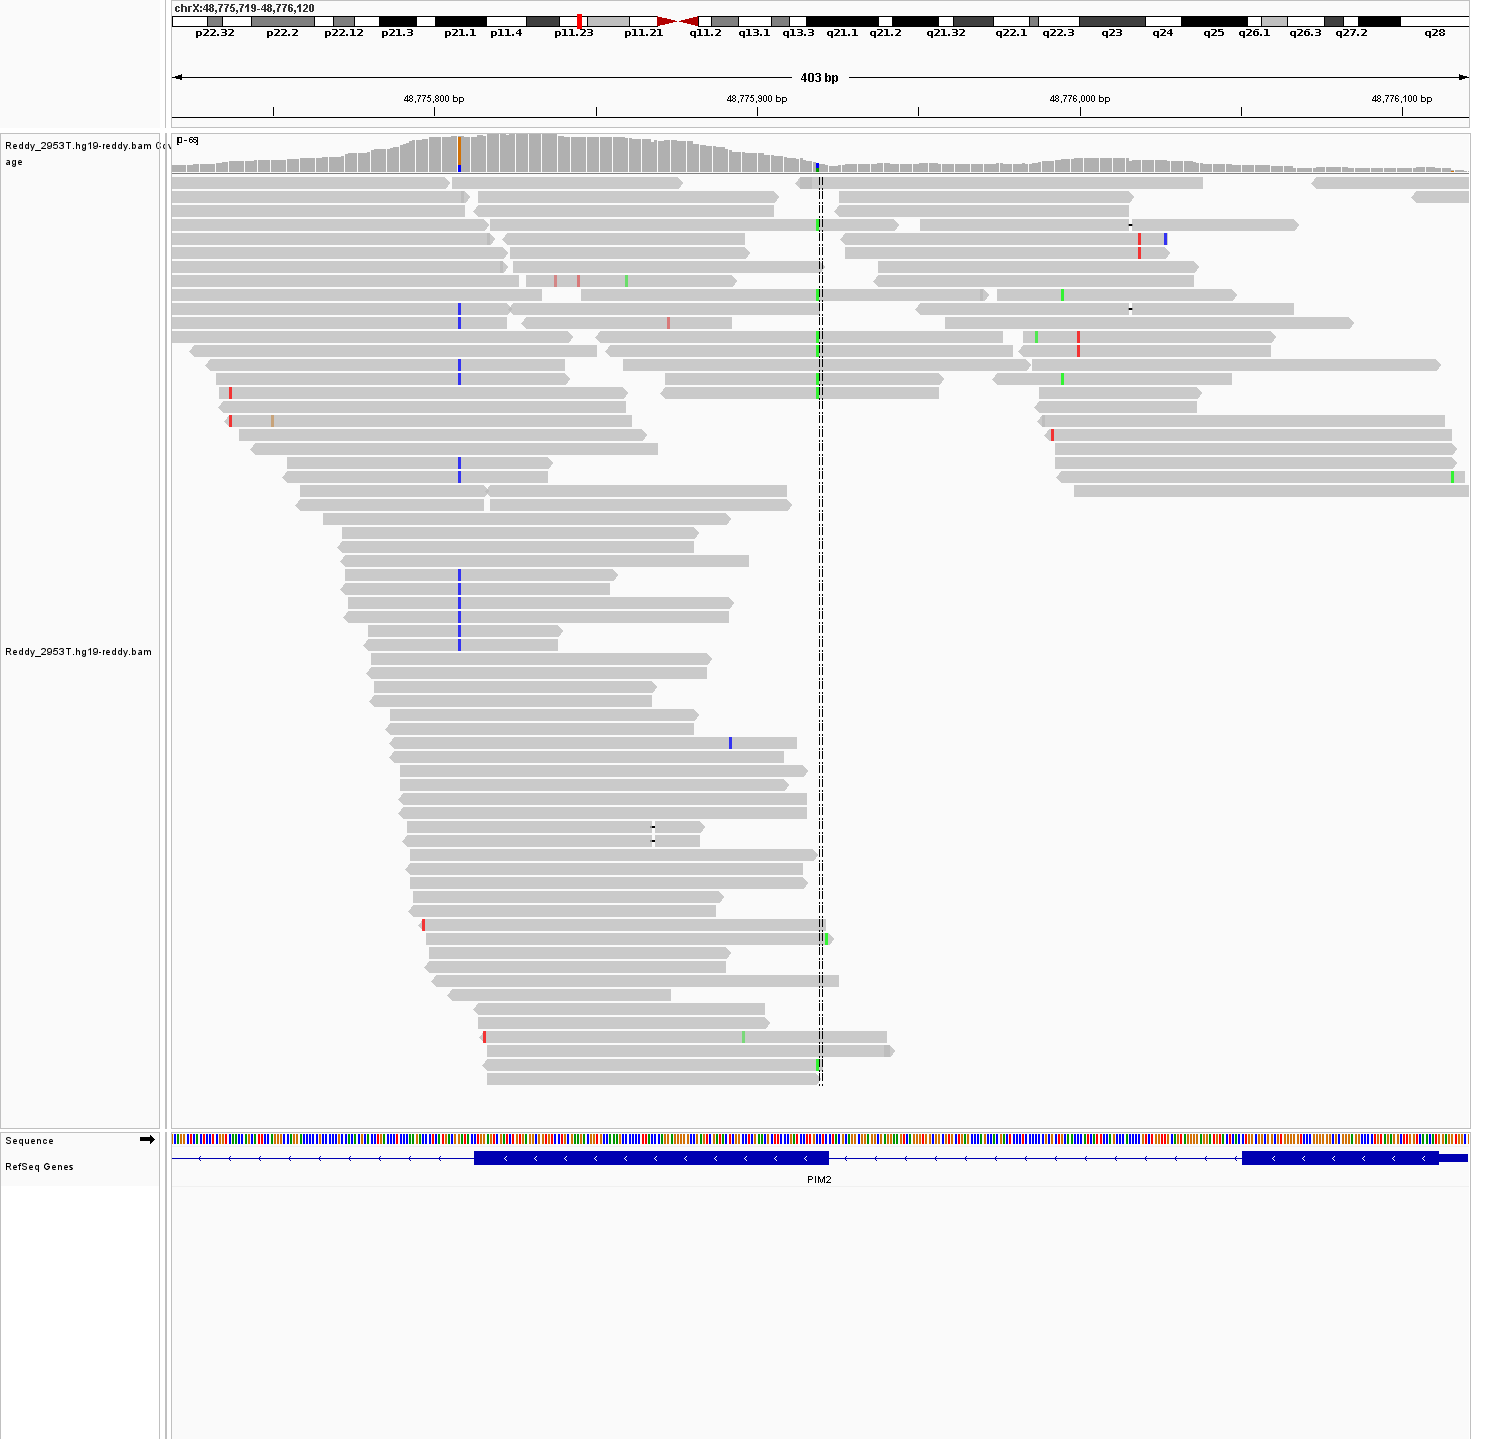 chrX:48,775,719-48,776,120
p22.32 p22.2 p22.12 p21.3 p21.1 p11.4 p11.23 p11.21 q11.2 q13.1 q13.3 q21.1 q21.2 q21.32 q22.1 q22.3 q23 q24 q25 q26.1 q26.3 q27.2 q28
403 bp
48,775,800 bp 48,775,900 bp 48,776,000 bp 48,776,100 bp
Reddy_2953T.hg19-reddy.bam Cov
age
Reddy_2953T.hg19-reddy.bam
Sequence
RefSeq Genes
PIM2